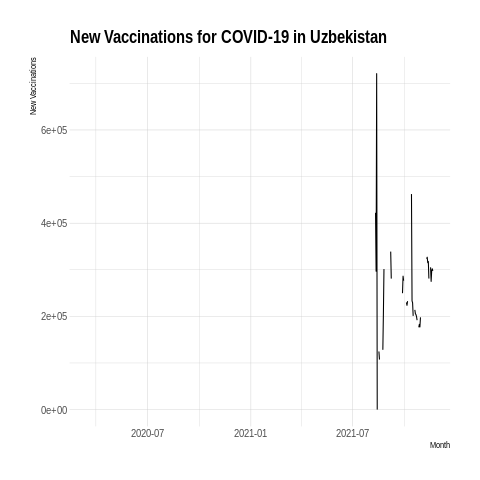 New Vaccinations for COVID-19 in Uzbekistan
New Vaccinations
6e+05
4e+05
2e+05
0e+00
2020-07
2021-01
2021-07
Month